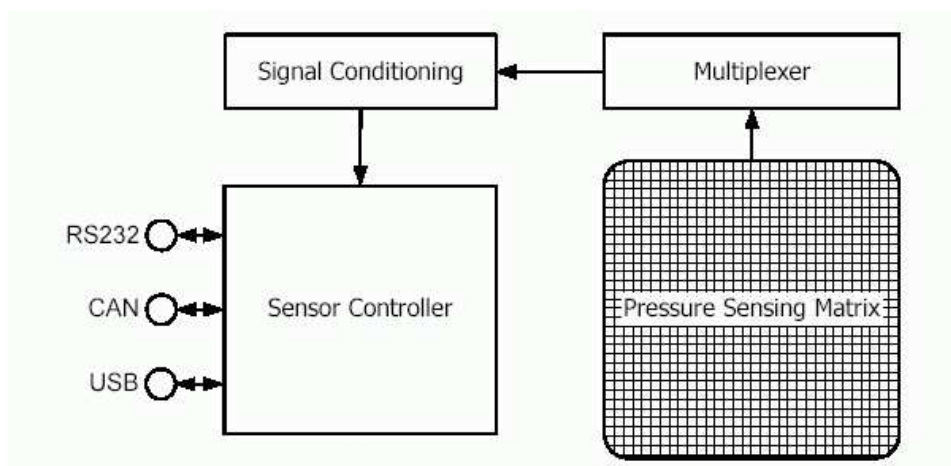 Signal Conditioning
Multiplexer
RS232
CAN
USB
Sensor Controller
Pressure Sensing Matrix